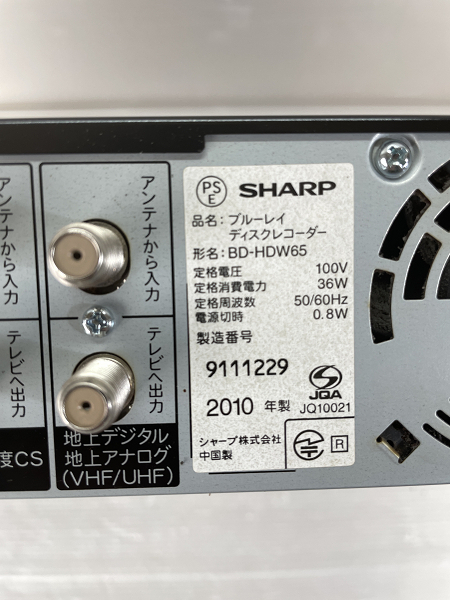 アンテナから入力
テレビへ出力
度CS
アンテナから入力
テレビへ出力
地上デジタル
地上アナログ
(VHF/UHF)
PS
E
SHARP
品名: ブルーレイ
ディスクレコーダー
形名: BD-HDW65
定格電圧 100V
定格消費電力 36W
定格周波数 50/60Hz
電源切時 0.8W
製造番号
9111229
2010 年製
JQA
JQ10021
シャープ株式会社
中国製
R